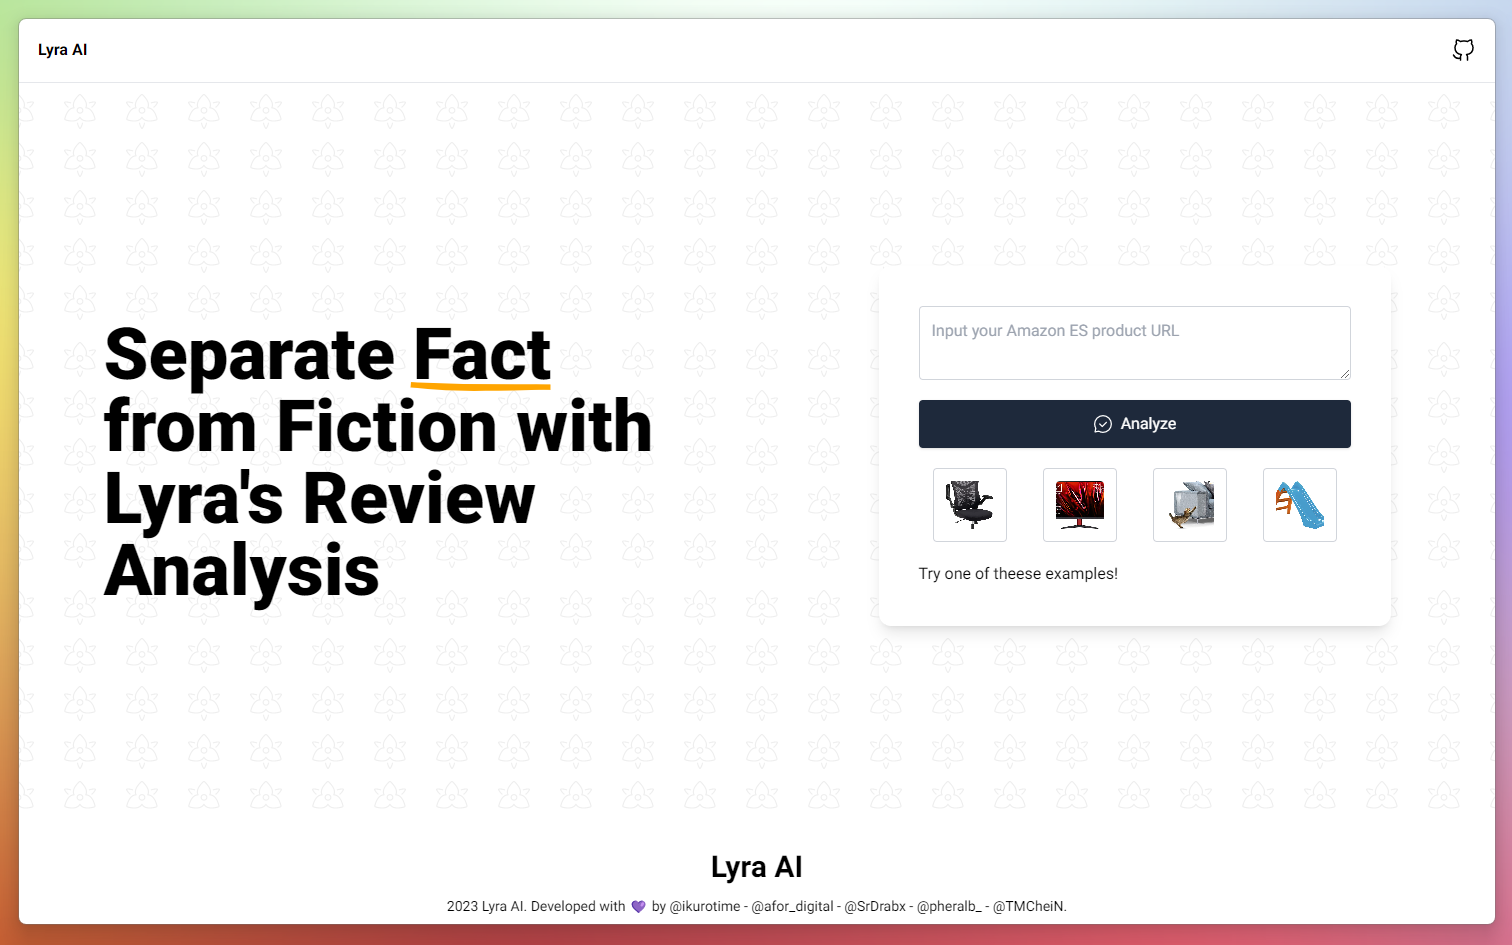 Lyra AI
Separate Fact
from Fiction with
Lyra's Review
Analysis
Input your Amazon ES product URL
Analyze
Try one of theese examples!
Lyra AI
2023 Lyra AI. Developed with 💜 by @ikurotime - @afor_digital - @SrDrabx - @pheralb_ - @TMCheiN.